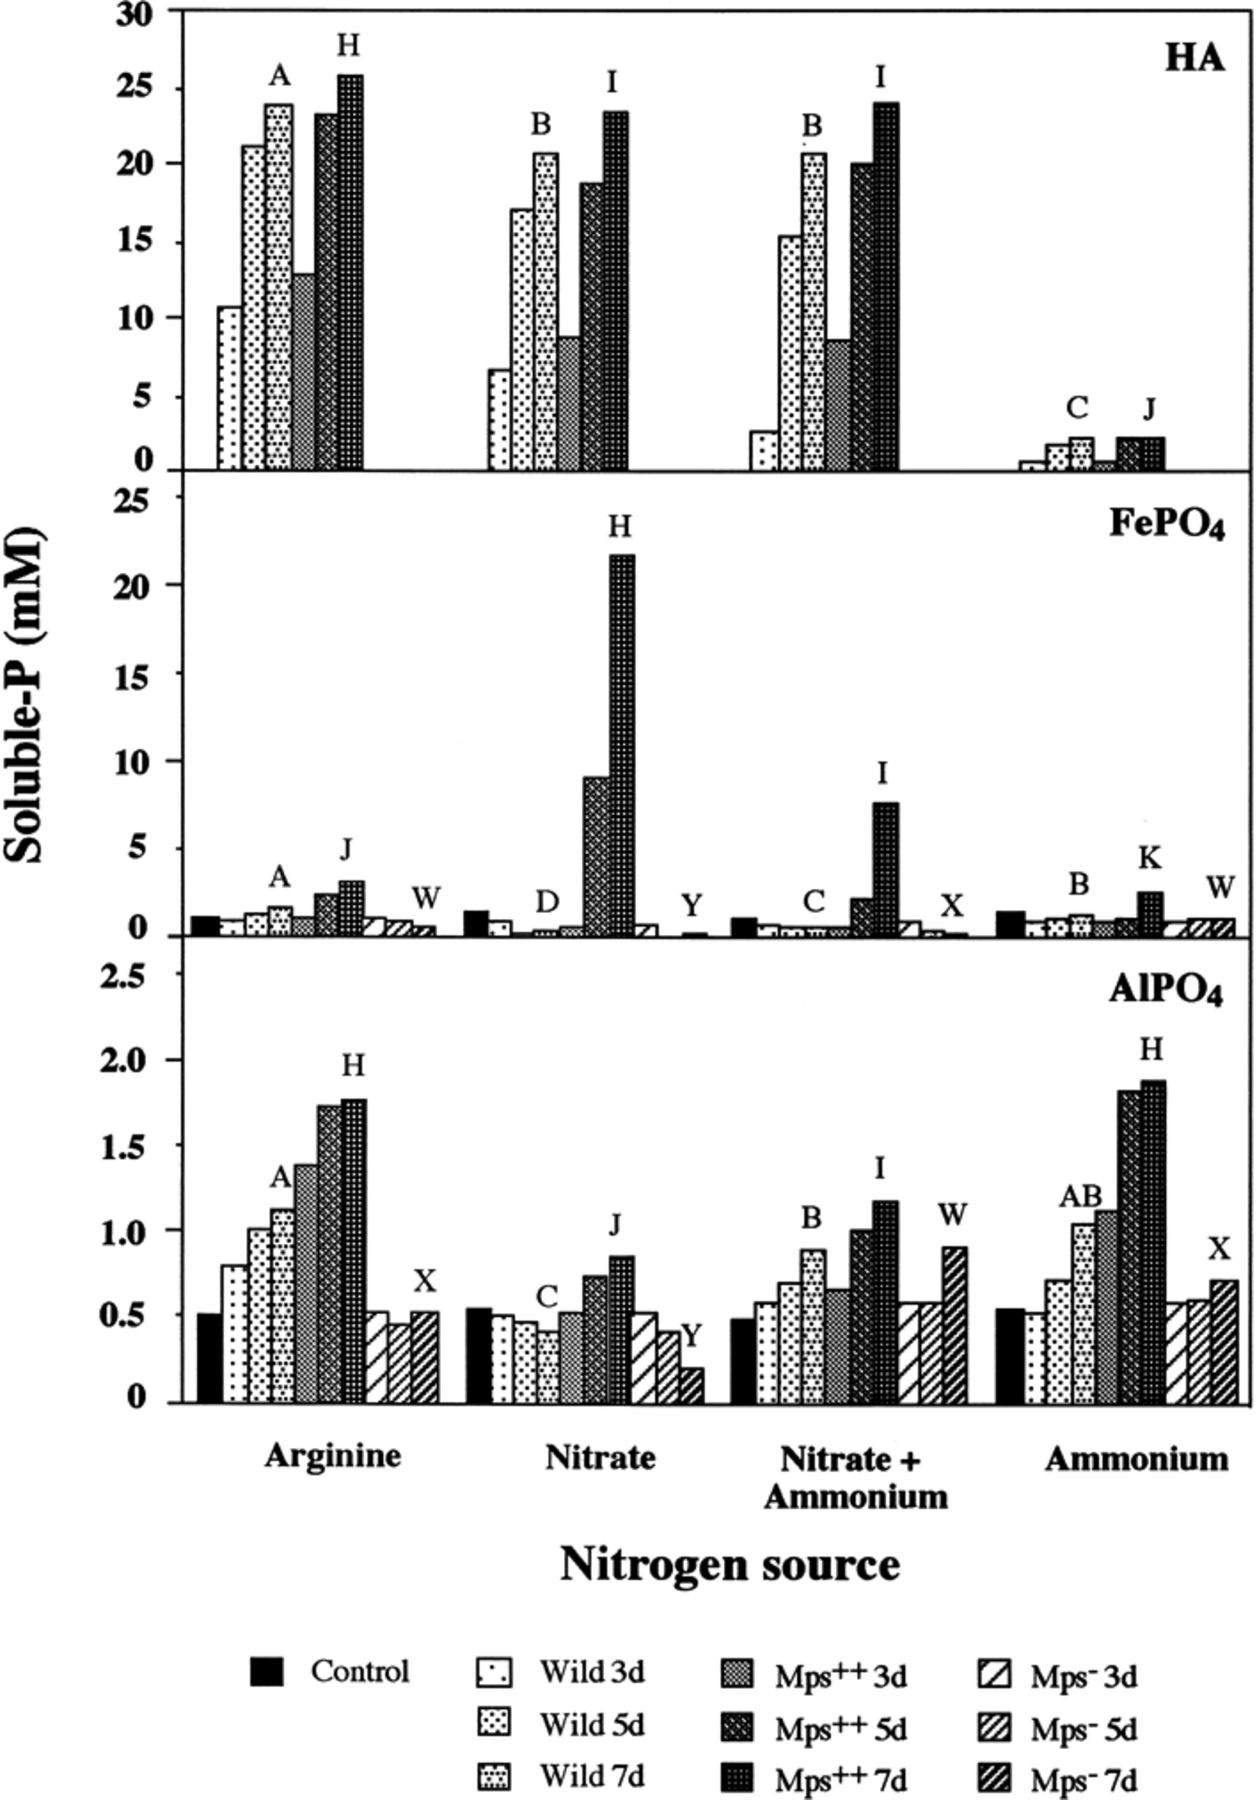 Soluble-P (mM)
30
25
20
15
10
5
0
HA
A
H
B
I
B
I
C
J
25
20
15
10
5
0
FePO4
A
J
W
D
H
Y
C
I
X
B
K
W
2.5
2.0
1.5
1.0
0.5
0
AlPO4
A
H
X
C
J
Y
B
I
W
AB
H
X
Arginine
Nitrate
Nitrate +
Ammonium
Ammonium
Nitrogen source
Control
Wild 3d
Mps++ 3d
Mps- 3d
Wild 5d
Mps++ 5d
Mps- 5d
Wild 7d
Mps++ 7d
Mps- 7d